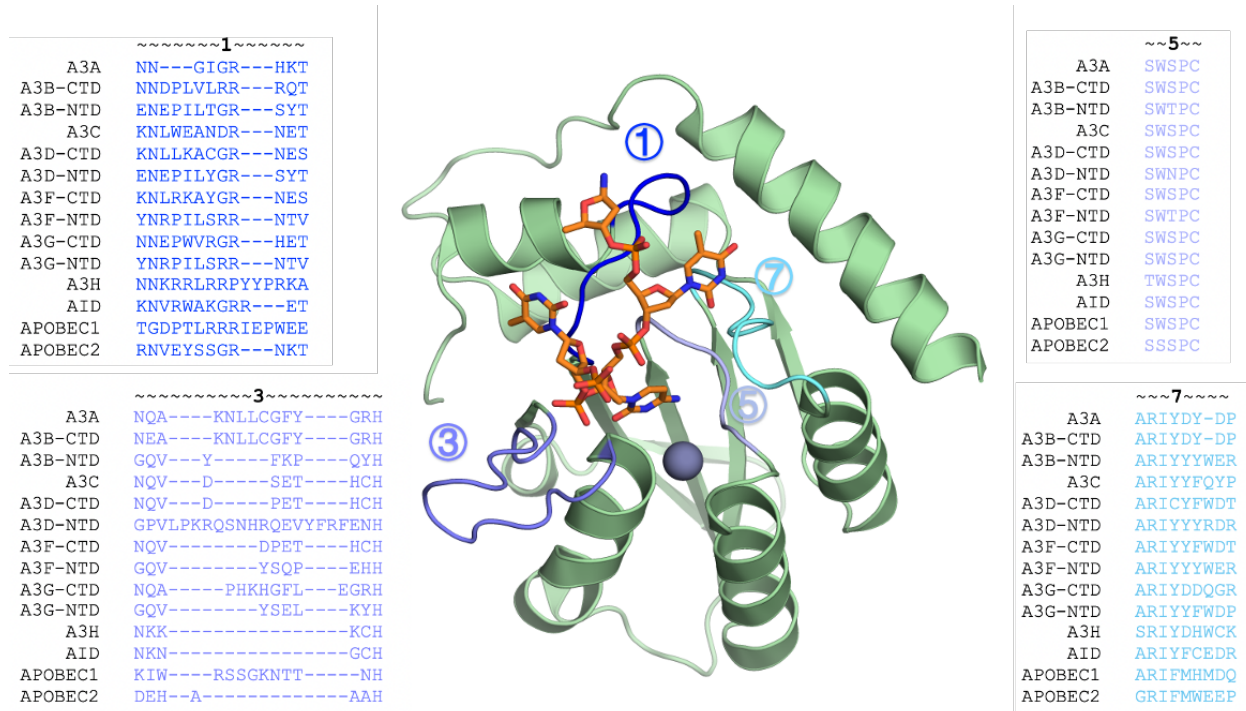 ~~~~~~~1~~~~~~
A3A NN---GIGR---HKT
A3B-CTD NNDPLVLRR---RQT
A3B-NTD ENEPILTGR---SYT
A3C KNLWEANDR---NET
A3D-CTD KNLLKACGR---NES
A3D-NTD ENEPILYGR---SYT
A3F-CTD KNLRKAYGR---NES
A3F-NTD YNRPILSRR---NTV
A3G-CTD NNEPWVRGR---HET
A3G-NTD YNRPILSRR---NTV
A3H NNKRRLRRPYYPRKA
AID KNVRWAKGRR---ET
APOBEC1 TGDPTLRRRIEPWEE
APOBEC2 RNVEYSSGR---NKT
~~~~~~~~~~3~~~~~~~~~~
A3A NQA----KNLLCGFY----GRH
A3B-CTD NEA----KNLLCGFY----GRH
A3B-NTD GQV---Y-----FKP----QYH
A3C NQV---D-----SET----HCH
A3D-CTD NQV---D-----PET----HCH
A3D-NTD GPVLPKRQSNHRQEVYFRFENH
A3F-CTD NQV--------DPET----HCH
A3F-NTD GQV--------YSQP----EHH
A3G-CTD NQA-----PHKHGFL---EGRH
A3G-NTD GQV--------YSEL----KYH
A3H NKK----------------KCH
AID NKN----------------GCH
APOBEC1 KIW----RSSGKNTT-----NH
APOBEC2 DEH--A-------------AAH
1
7
5
3
~~5~~
A3A SWSPC
A3B-CTD SWSPC
A3B-NTD SWTPC
A3C SWSPC
A3D-CTD SWSPC
A3D-NTD SWNPC
A3F-CTD SWSPC
A3F-NTD SWTPC
A3G-CTD SWSPC
A3G-NTD SWSPC
A3H TWSPC
AID SWSPC
APOBEC1 SWSPC
APOBEC2 SSSPC
~~~7~~~~
A3A ARIYDY-DP
A3B-CTD ARIYDY-DP
A3B-NTD ARIYYYWER
A3C ARIYYFQYP
A3D-CTD ARICYFWDT
A3D-NTD ARIYYYRDR
A3F-CTD ARIYYFWDT
A3F-NTD ARIYYYWER
A3G-CTD ARIYDDQGR
A3G-NTD ARIYYFWDP
A3H SRIYDHWCK
AID ARIYFCEDR
APOBEC1 ARFMHMDQ
APOBEC2 GRIFMWEEP